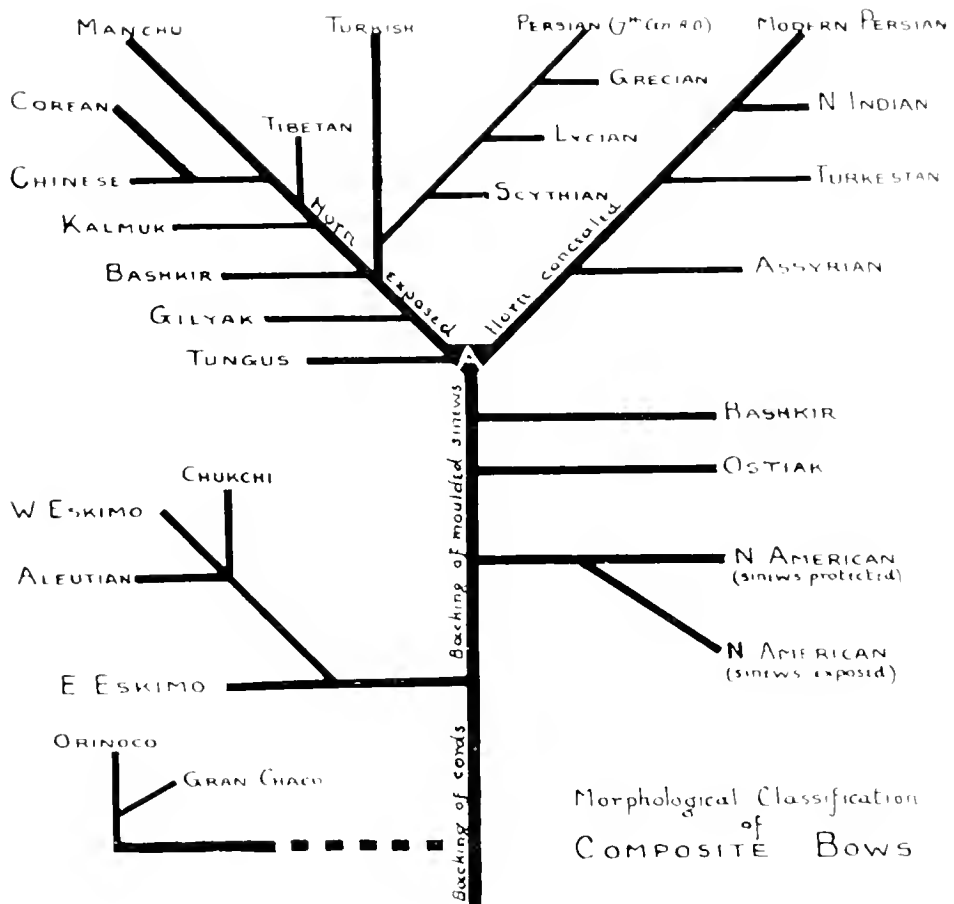 MANCHU
TURKISH
PERSIAN (7th Cen A.D)
MODERN PERSIAN
GRECIAN
COREAN
N INDIAN
TIBETAN
LYCIAN
CHINESE
TURKESTAN
SCYTHIAN
KALMUK
Horn exposed
Horn concealed
BASHKIR
ASSYRIAN
GILYAK
TUNGUS
A
BASHKIR
OSTIAK
CHUKCHI
W ESKIMO
Backing of moulded sinews
ALEUTIAN
N AMERICAN
(sinews protected)
N AMERICAN
(sinews exposed)
E ESKIMO
ORINOCO
GRAN CHACO
Backing of cords
Morphological Classification
of
COMPOSITE BOWS